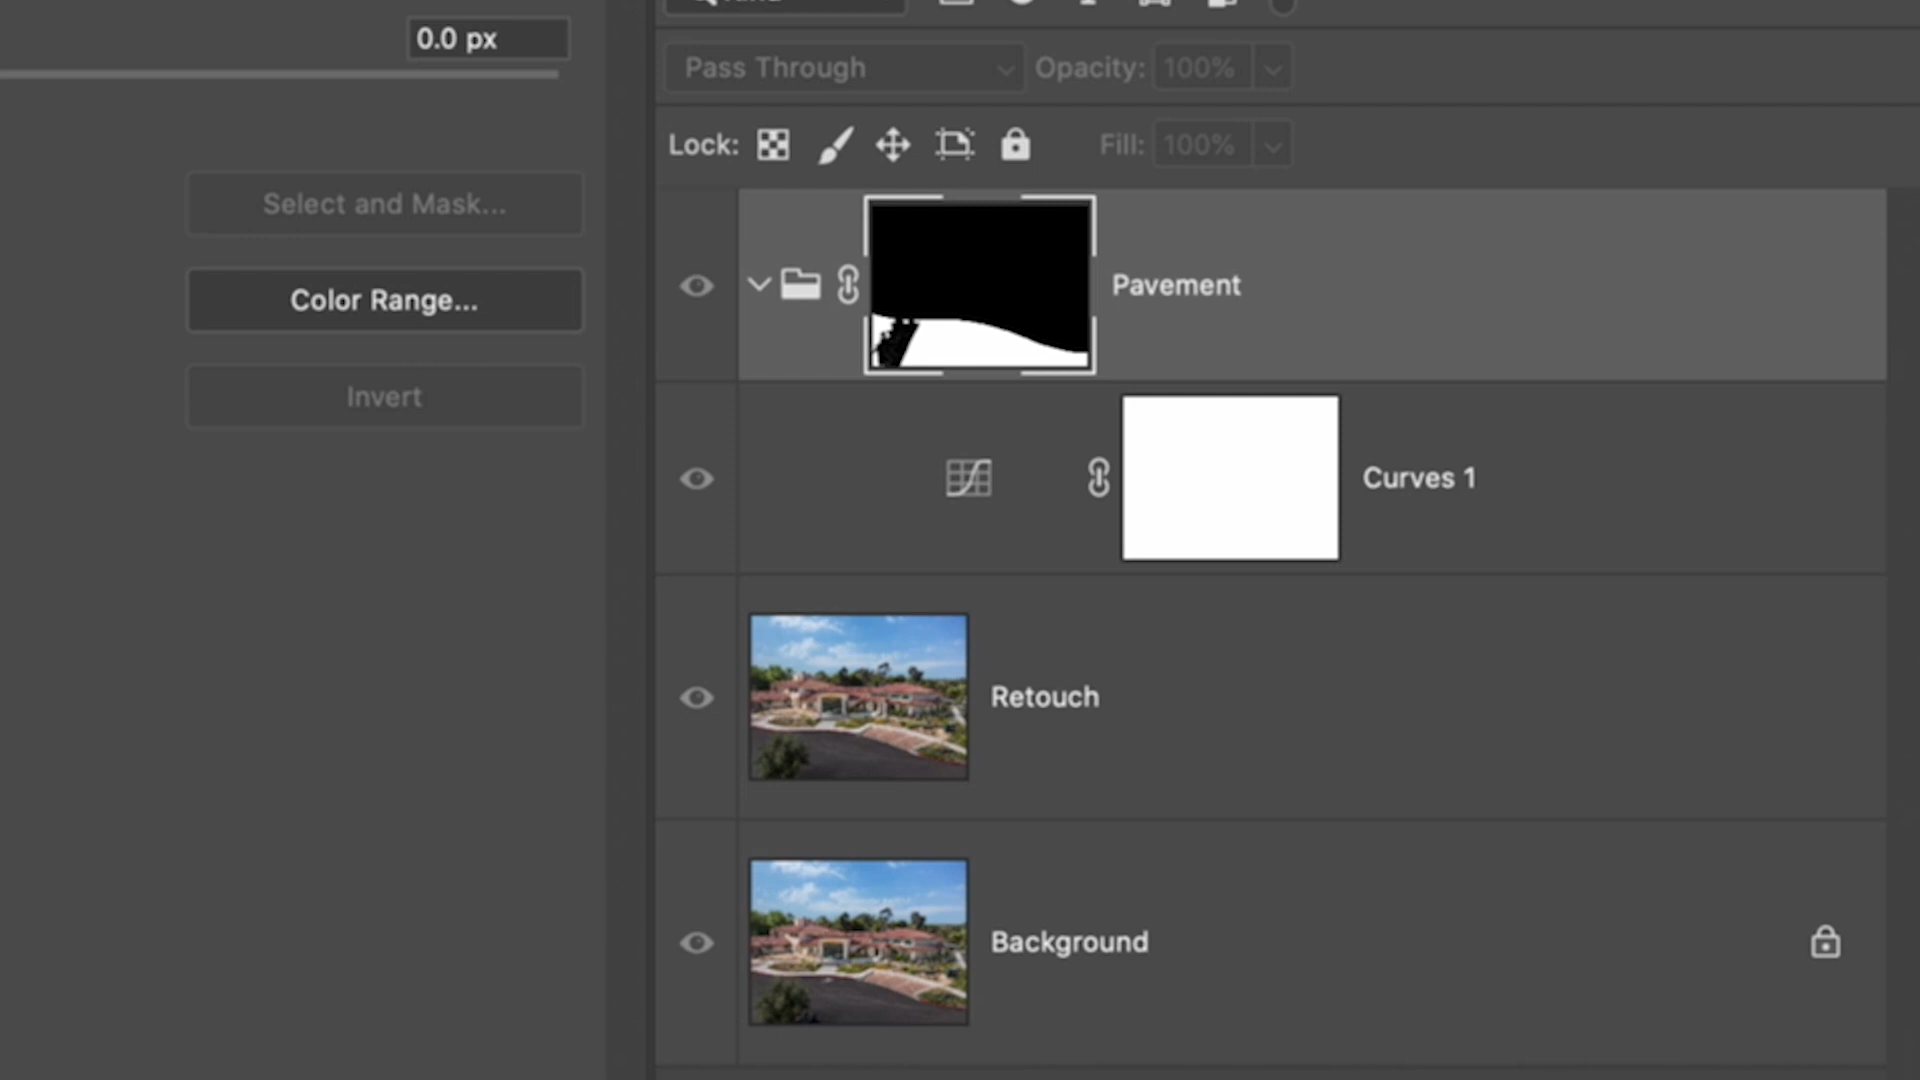 0.0 px
Pass Through
Opacity: 100%
Lock:
Fill: 100%
Select and Mask...
Color Range...
Invert
Pavement
Curves 1
Retouch
Background